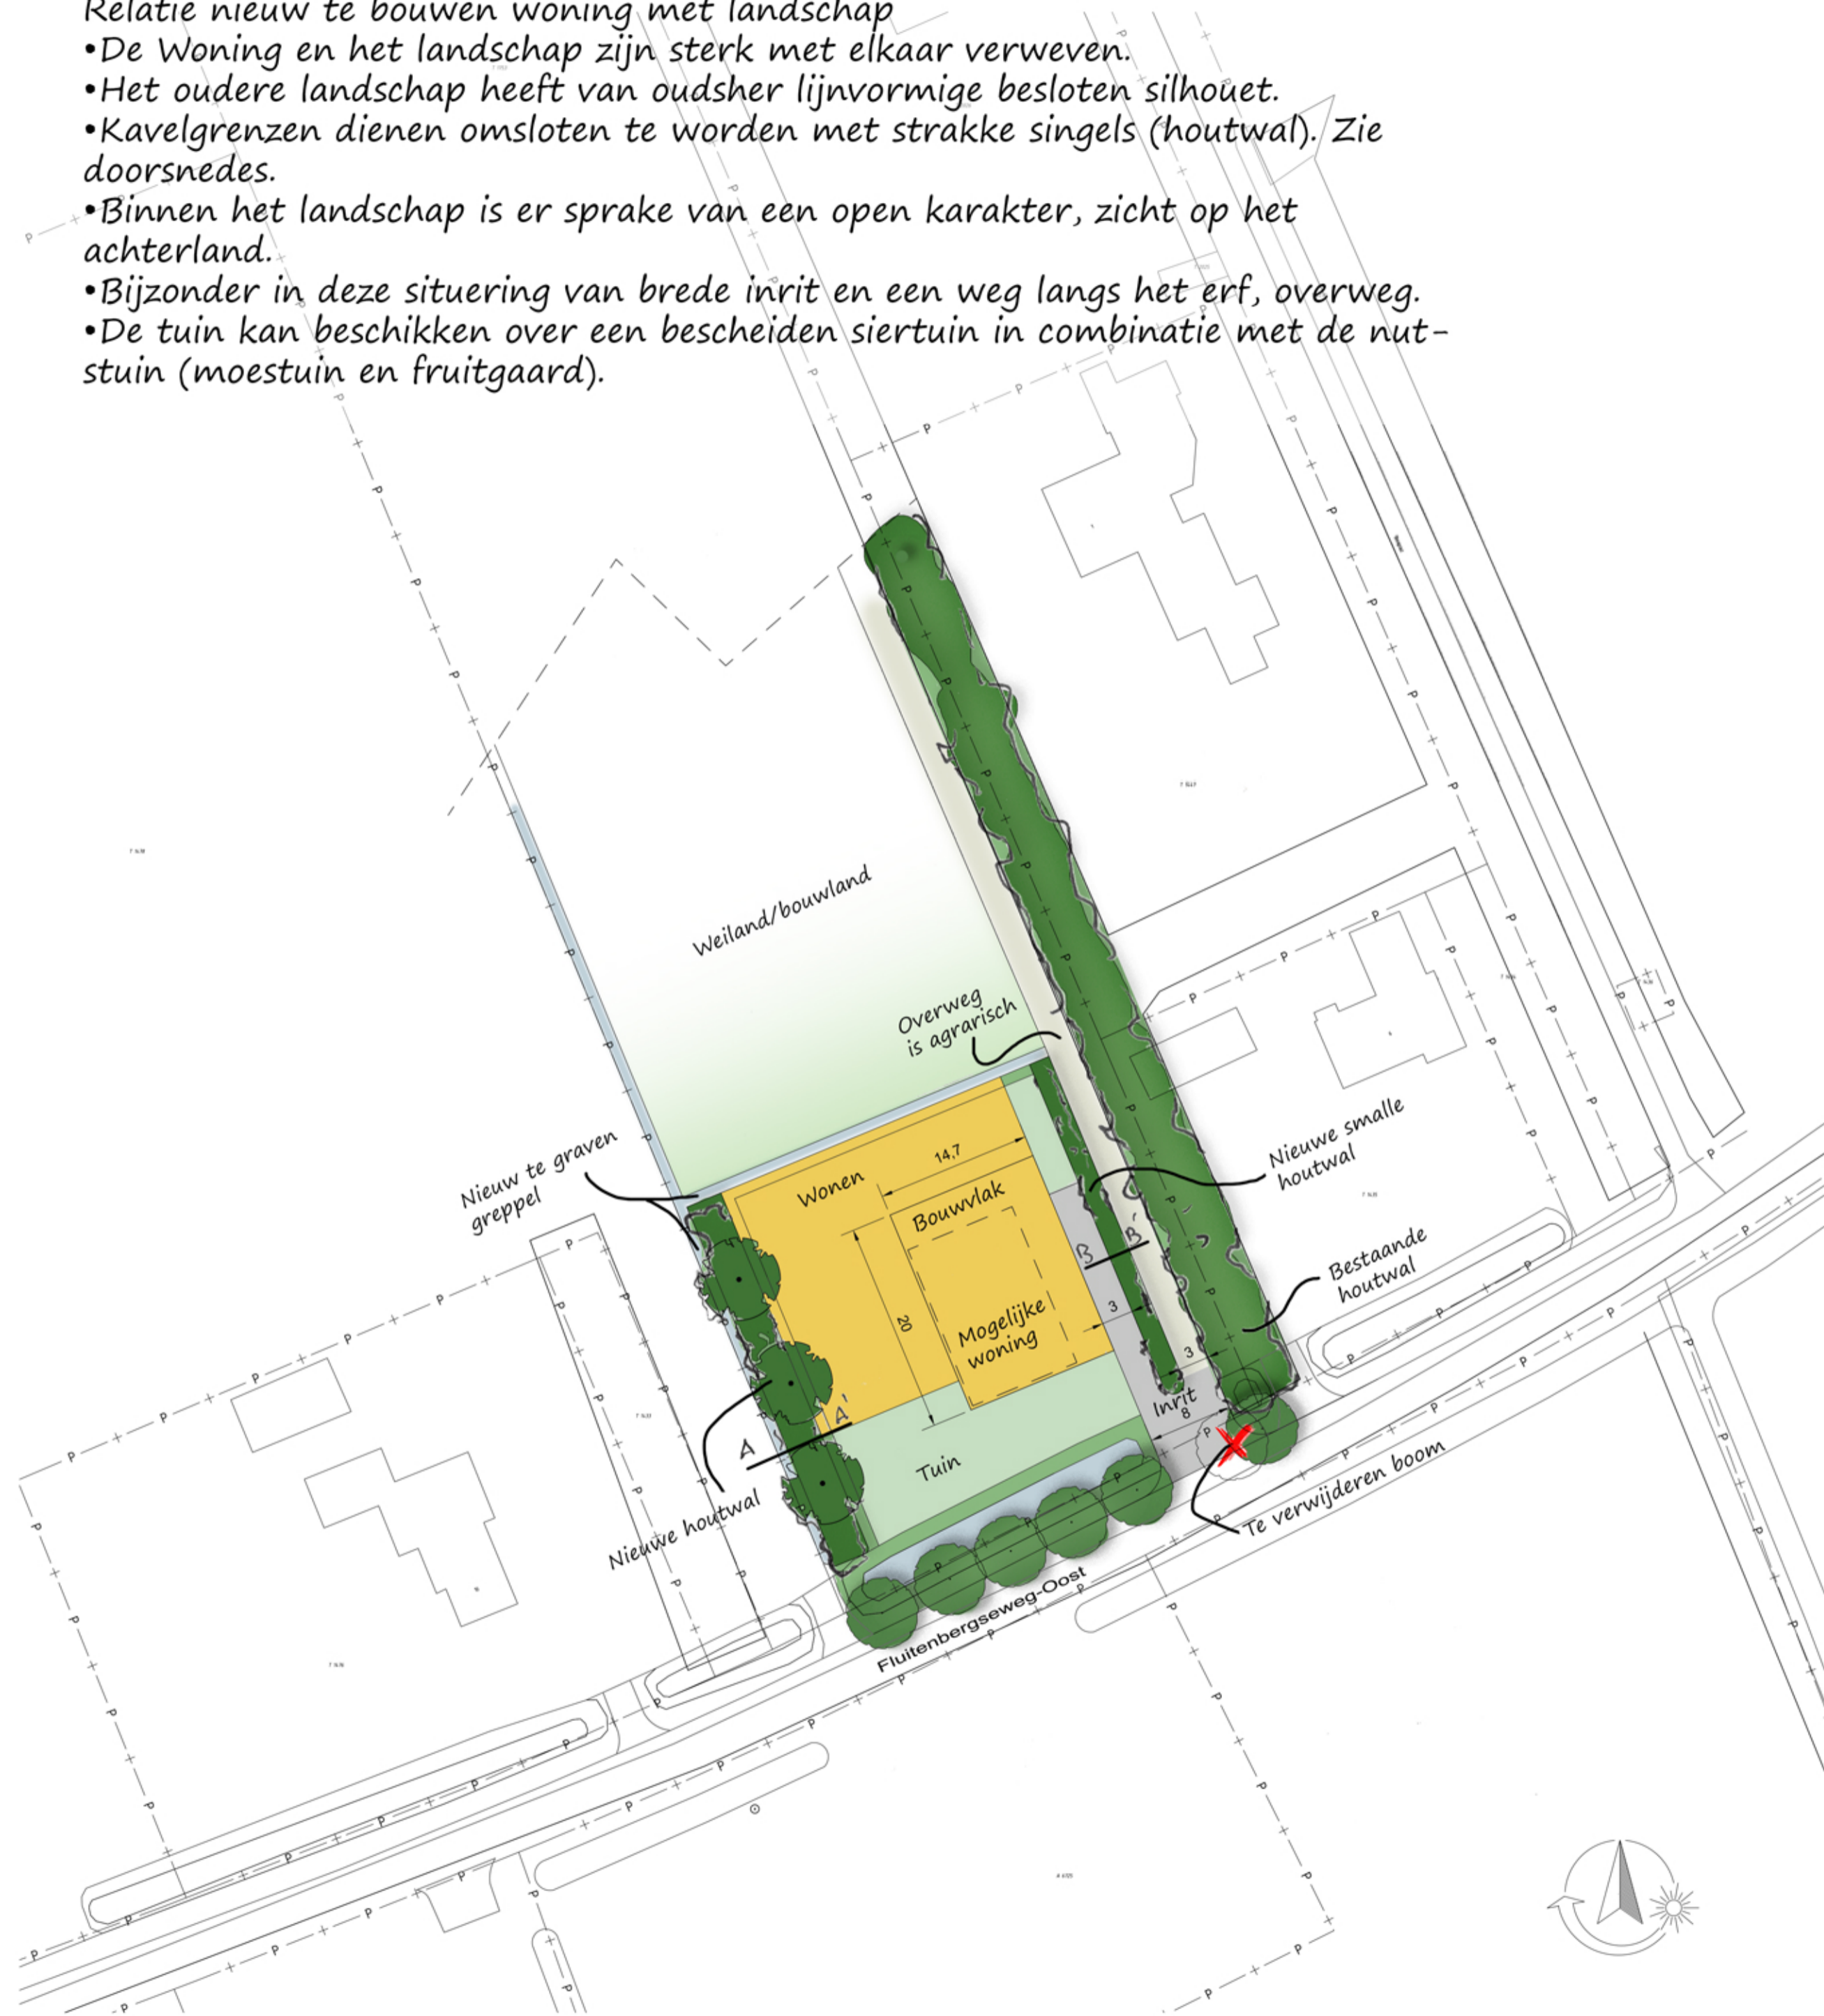 Relatie nieuw te bouwen woning met landschap
•De Woning en het landschap zijn sterk met elkaar verweven.
•Het oudere landschap heeft van oudsher lijnvormige besloten silhouet.
•Kavelgrenzen dienen omsloten te worden met strakke singels (houtwal). Zie
doorsnedes.
•Binnen het landschap is er sprake van een open karakter, zicht op het
achterland.
•Bijzonder in deze situering van brede inrit en een weg langs het erf, overweg.
•De tuin kan beschikken over een bescheiden siertuin in combinatie met de nut-
stuin (moestuin en fruitgaard).
Weiland/bouwland
Overweg
is agrarisch
Nieuw te graven
greppel
Wonen
14,7
Bouwvlak
Nieuwe smalle
houtwal
B
B'
20
Mogelijke
woning
3
3
Bestaande
houtwal
Inrit
8
A
A'
Tuin
Nieuwe houtwal
Te verwijderen boom
Fluitenbergseweg-Oost